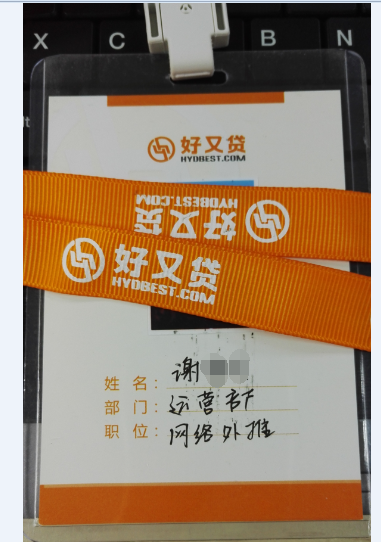 X C B N
好又贷
HYDBEST.COM
好又贷
HYDBEST.COM
好又贷
HYDBEST.COM
姓 名： 谢
部 门： 运营部
职 位： 网络外推